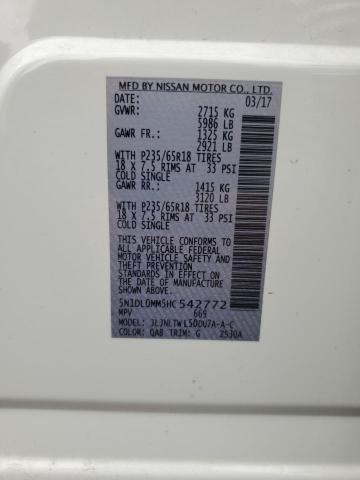 MFD BY NISSAN MOTOR CO., LTD.
DATE: 03/17
GVWR: 2715 KG
5986 LB
GAWR FR.: 1325 KG
2921 LB
WITH P235/65R18 TIRES
18 X 7.5 RIMS AT 33 PSI
COLD SINGLE
GAWR RR.: 1415 KG
3120 LB
WITH P235/65R18 TIRES
18 X 7.5 RIMS AT 33 PSI
COLD SINGLE
THIS VEHICLE CONFORMS TO
ALL APPLICABLE FEDERAL
MOTOR VEHICLE SAFETY AND
THEFT PREVENTION
STANDARDS IN EFFECT ON
THE DATE OF MANUFACTURE
SHOWN ABOVE.
5N1DL0MM5HC542772
MPV 669
MODEL: JLJNLTWL50DU7A-A-C
COLOR: QAB TRIM: G 2530A